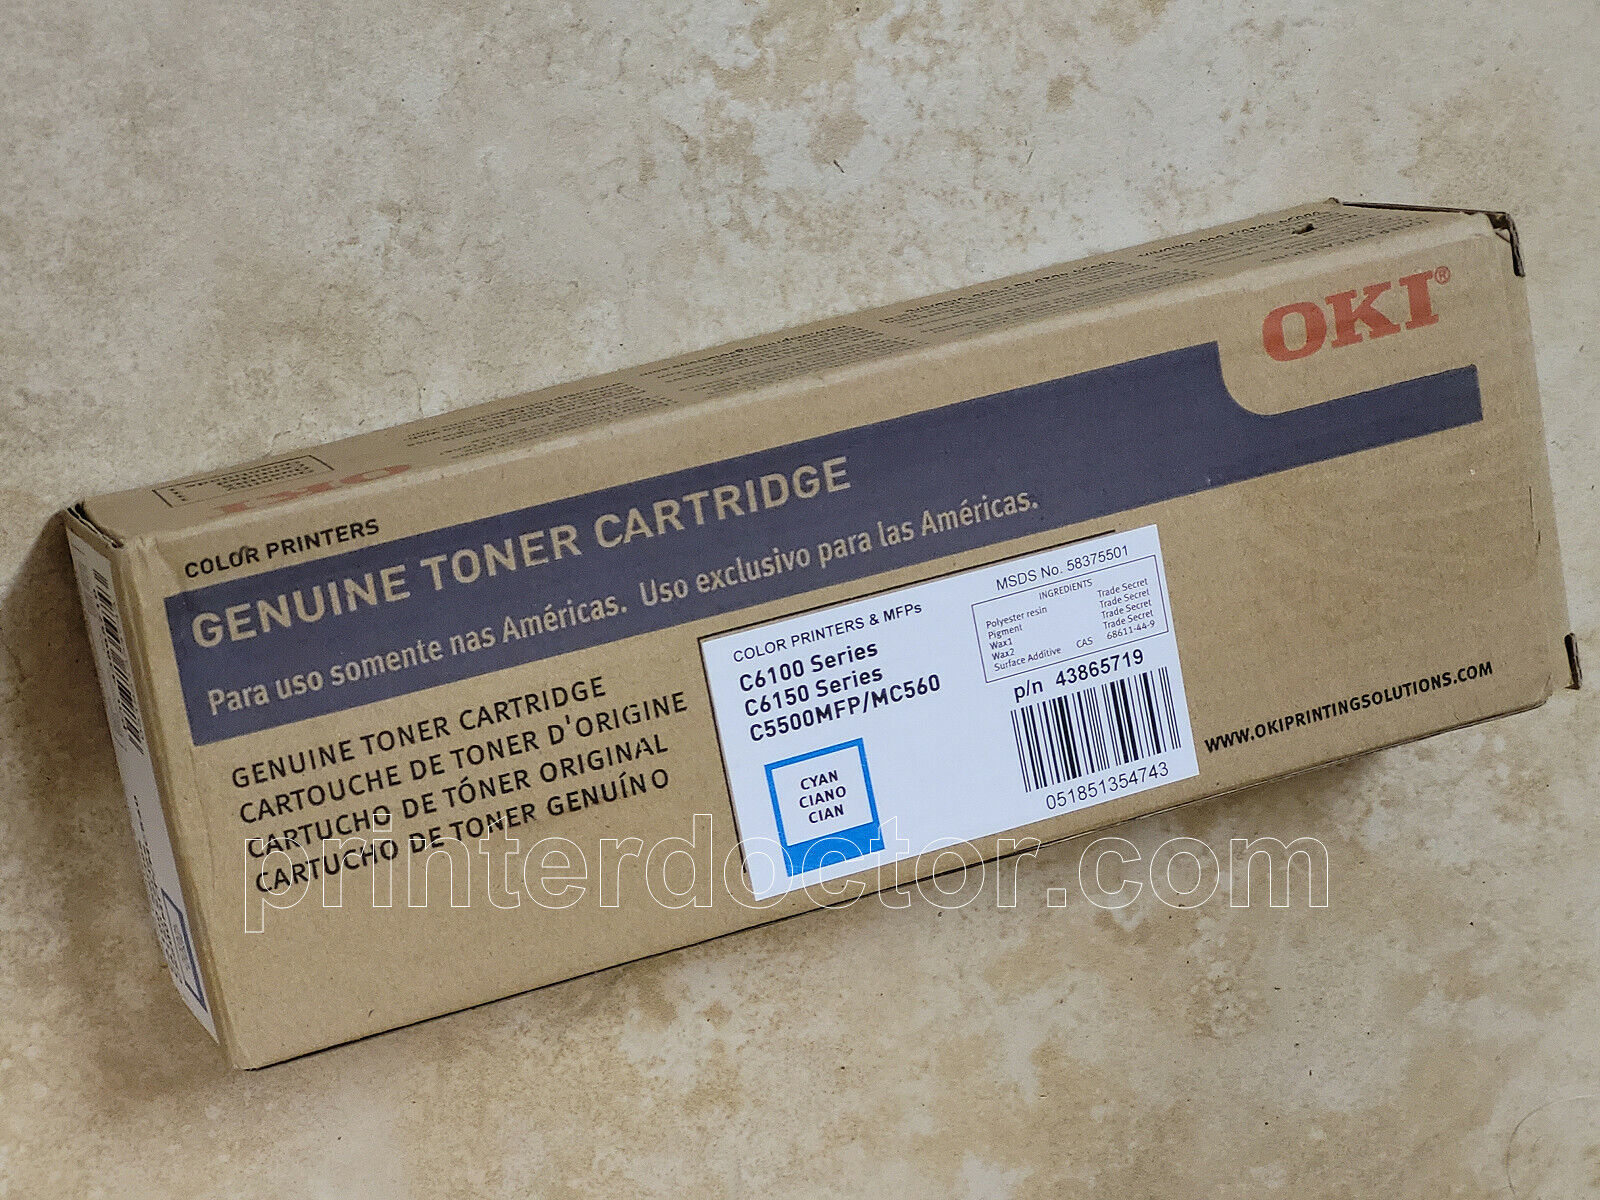 OKI®
COLOR PRINTERS
GENUINE TONER CARTRIDGE
Para uso somente nas Américas. Uso exclusivo para las Américas.
GENUINE TONER CARTRIDGE
CARTOUCHE DE TONER D'ORIGINE
CARTUCHO DE TÓNER ORIGINAL
CARTUCHO DE TONER GENUÍNO
COLOR PRINTERS & MFPs
C6100 Series
C6150 Series
C5500MFP/MC560
CYAN
CIANO
CIAN
MSDS No. 58375501
INGREDIENTS
Polyester resin Trade Secret
Pigment Trade Secret
Wax1 Trade Secret
Wax2 Trade Secret
Surface Additive CAS 68611-44-9
p/n 43865719
051851354743
WWW.OKIPRINTINGSOLUTIONS.COM
OKI
printerdoctor.com